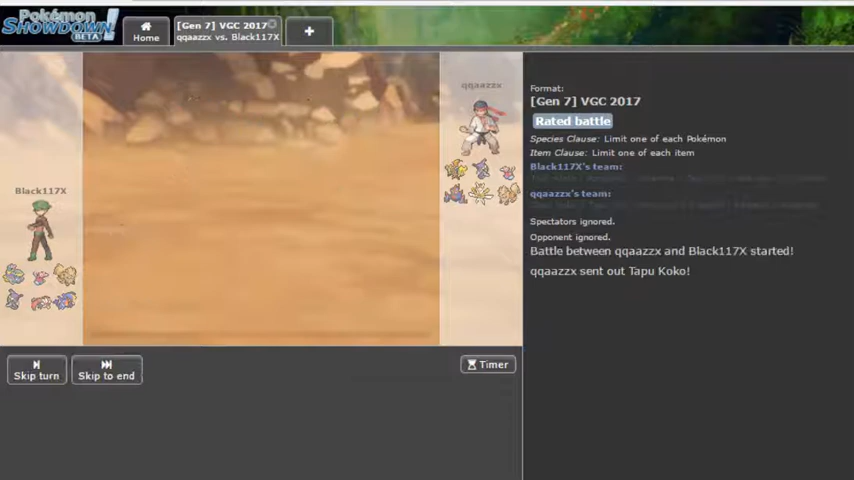 Pokémon
SHOWDOWN!
BETA
Home
[Gen 7] VGC 2017
qqaazzx vs. Black117X
qqaazzx
Black117X
Format:
[Gen 7] VGC 2017
Rated battle
Species Clause: Limit one of each Pokémon
Item Clause: Limit one of each item
Black117X's team:
qqaazzx's team:
Spectators ignored.
Opponent ignored.
Battle between qqaazzx and Black117X started!
qqaazzx sent out Tapu Koko!
Skip turn
Skip to end
Timer